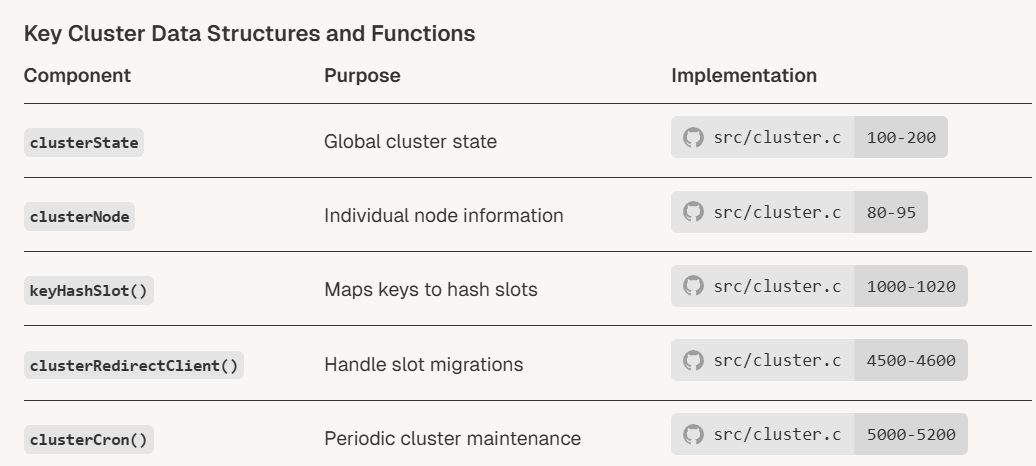 Key Cluster Data Structures and Functions
Component Purpose Implementation
clusterState Global cluster state src/cluster.c 100-200
clusterNode Individual node information src/cluster.c 80-95
keyHashSlot() Maps keys to hash slots src/cluster.c 1000-1020
clusterRedirectClient() Handle slot migrations src/cluster.c 4500-4600
clusterCron() Periodic cluster maintenance src/cluster.c 5000-5200